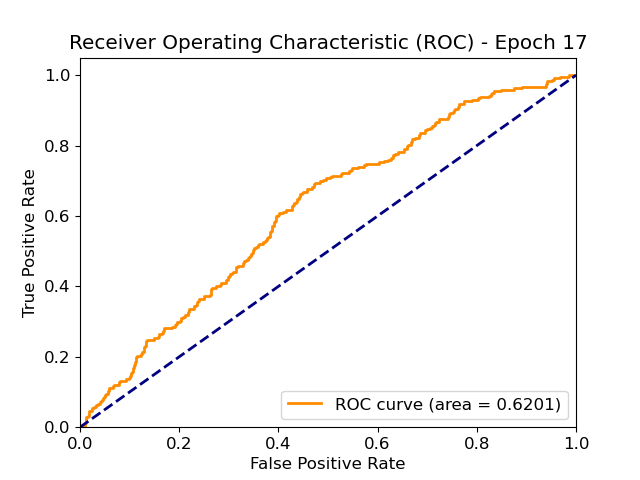 Receiver Operating Characteristic (ROC) - Epoch 17
True Positive Rate
1.0
0.8
0.6
0.4
0.2
0.0
ROC curve (area = 0.6201)
0.0 0.2 0.4 0.6 0.8 1.0
False Positive Rate